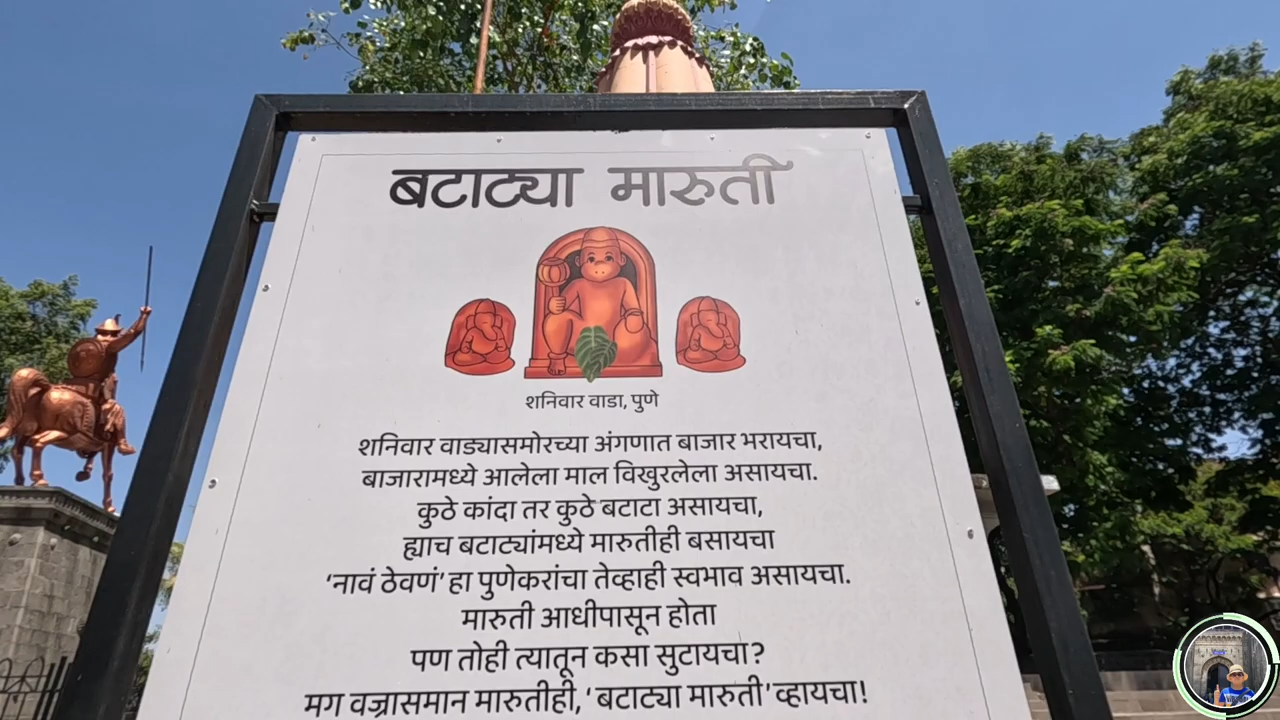 बटाट्या मारुती
शनिवार वाडा, पुणे
शनिवार वाड्यासमोरच्या अंगणात बाजार भरायचा,
बाजारामध्ये आलेला माल विखुरलेला असायचा.
कुठे कांदा तर कुठे बटाटा असायचा,
ह्याच बटाट्यांमध्ये मारुतीही बसायचा
‘नावं ठेवणं’ हा पुणेकरांचा तेव्हाही स्वभाव असायचा.
मारुती आधीपासून होता
पण तोही त्यातून कसा सुटायचा?
मग वज्रासमान मारुतीही, ‘बटाट्या मारुती’ व्हायचा!